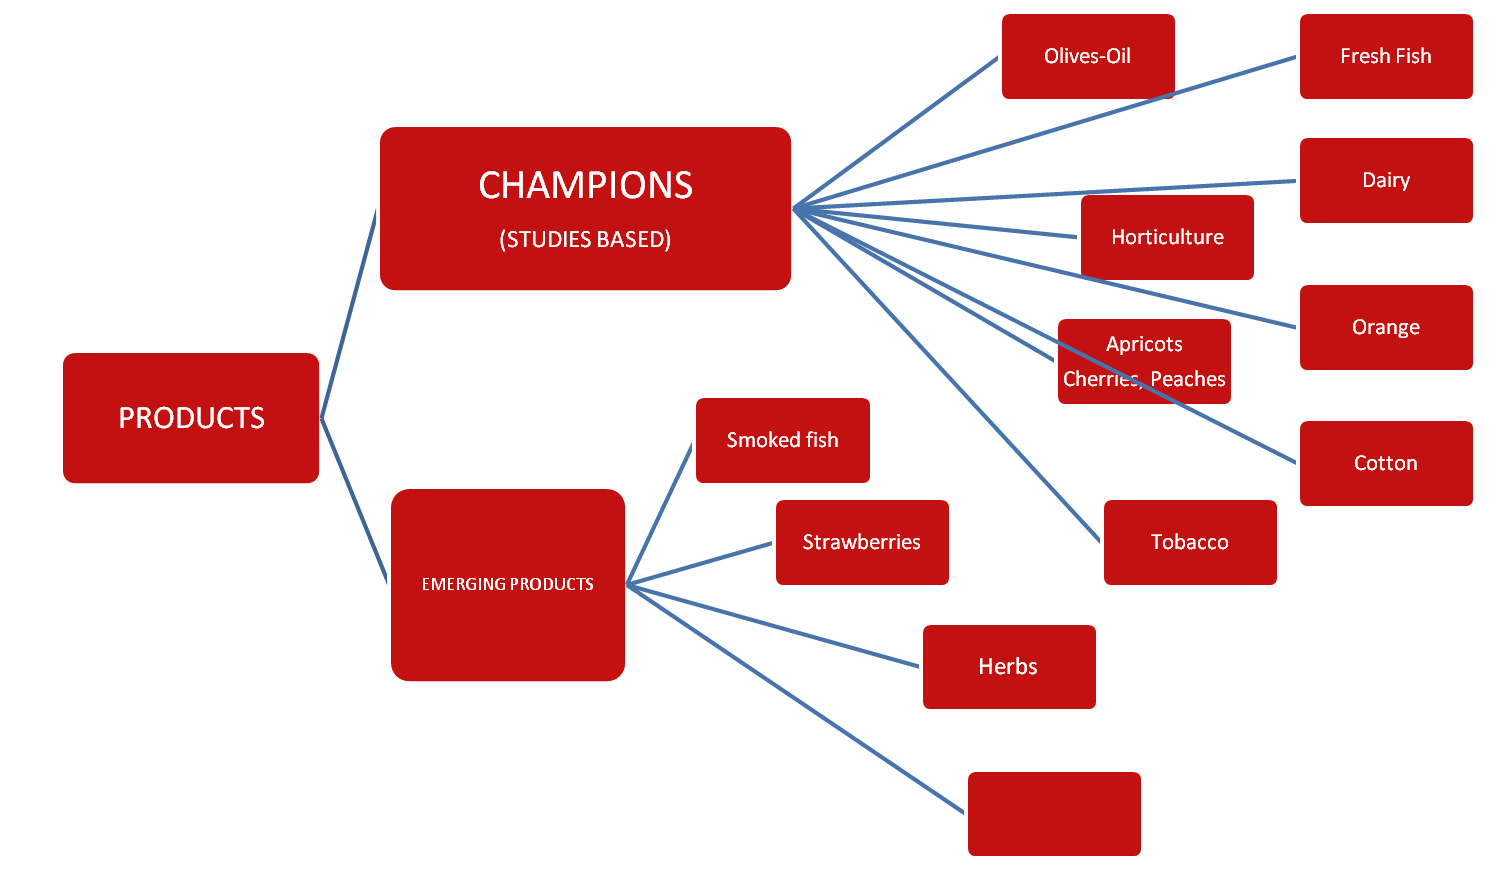 Olives-Oil
Fresh Fish
CHAMPIONS
(STUDIES BASED)
Dairy
Horticulture
Orange
Apricots
Cherries, Peaches
PRODUCTS
Smoked fish
Cotton
Strawberries
Tobacco
EMERGING PRODUCTS
Herbs